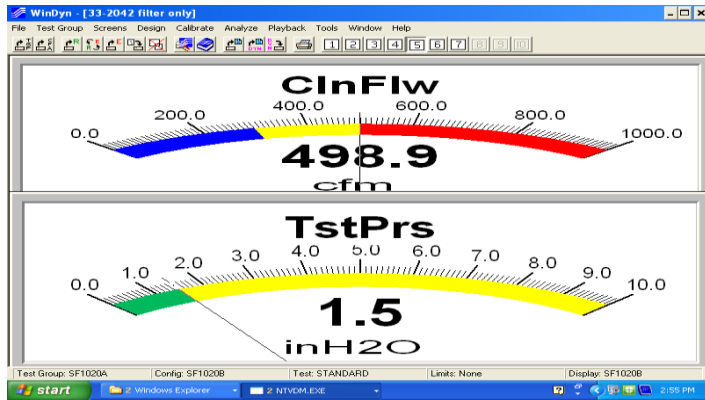 WinDyn - [33-2042 filter only]
File Test Group Screens Design Calibrate Analyze Playback Tools Window Help
1 2 3 4 5 6 7 8 9 10
ClnFlw
0.0 200.0 400.0 600.0 800.0 1000.0
498.9
cfm
TstPrs
0.0 1.0 2.0 3.0 4.0 5.0 6.0 7.0 8.0 9.0 10.0
1.5
inH2O
Test Group: SF1020A Config: SF1020B Test: STANDARD Limits: None Display: SF1020B
start 2 Windows Explorer 2 NTVDM.EXE 2:55 PM